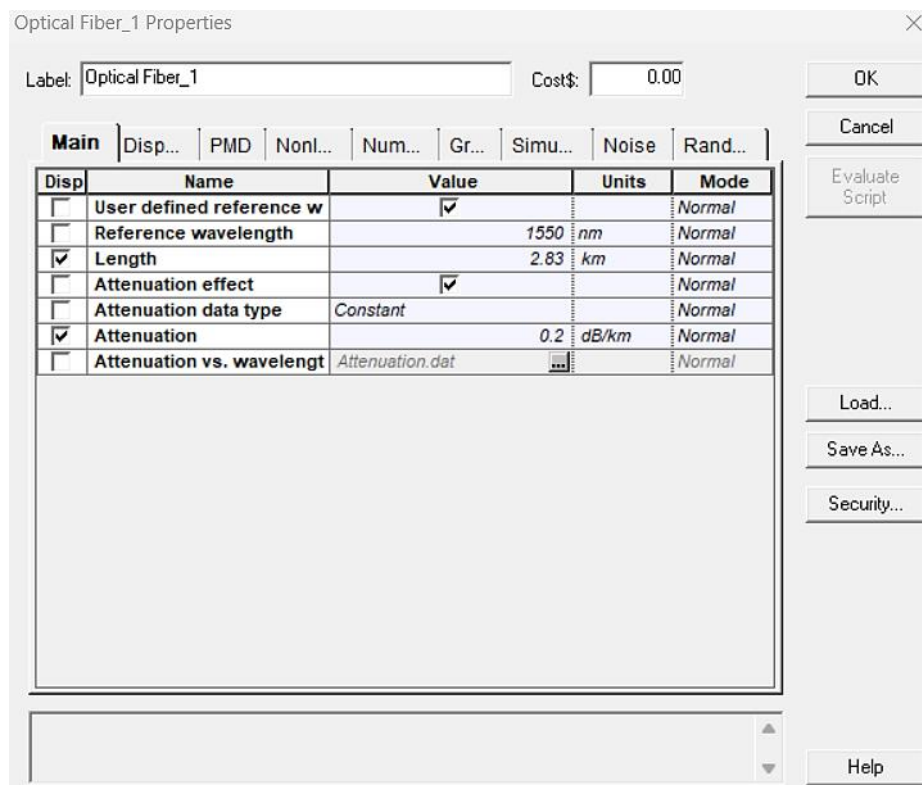 Optical Fiber_1 Properties
Label: Optical Fiber_1 Cost$: 0.00 OK
Cancel
Main Disp... PMD Nonl... Num... Gr... Simu... Noise Rand...
Evaluate
Script
Disp Name Value Units Mode
User defined reference w Normal
Reference wavelength 1550 nm Normal
Length 2.83 km Normal
Attenuation effect Normal
Attenuation data type Constant Normal
Attenuation 0.2 dB/km Normal
Attenuation vs. wavelengt Attenuation.dat ... Normal
Load...
Save As...
Security...
Help